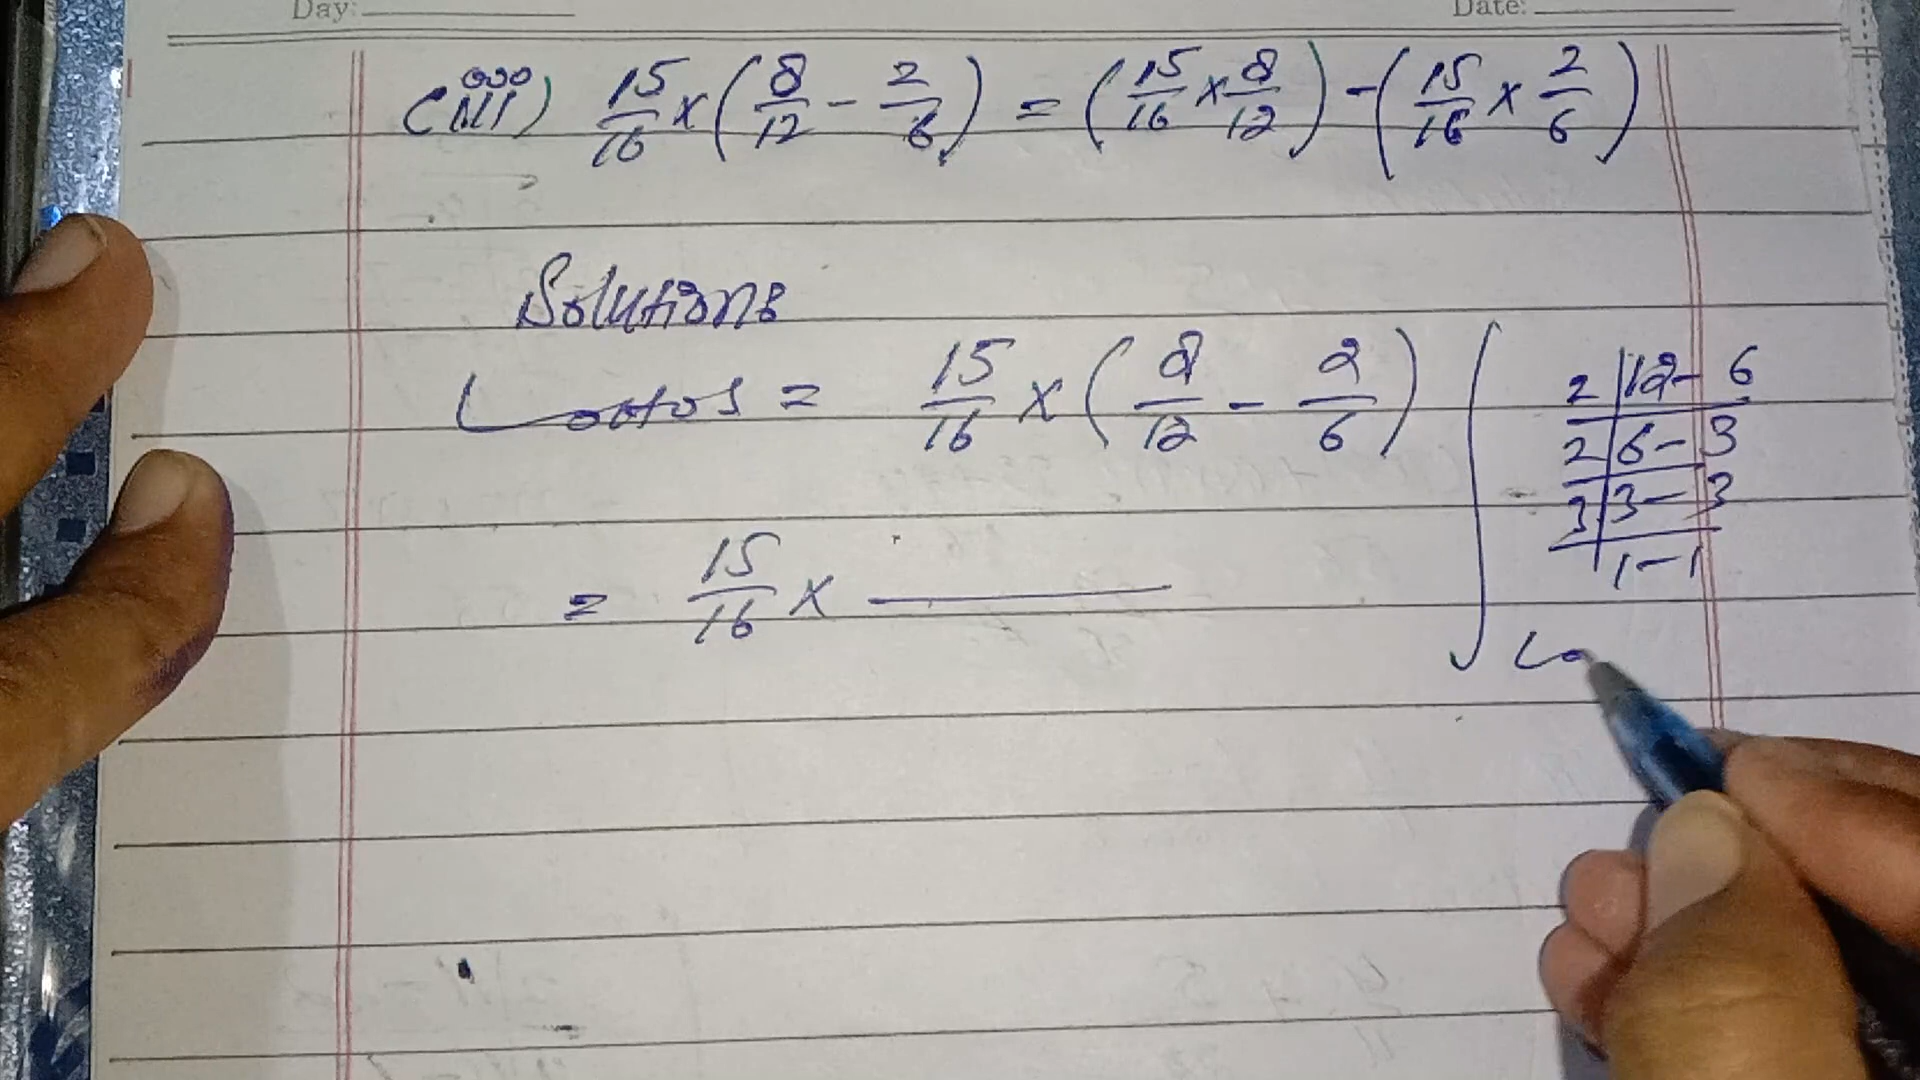 Day: Date:
(viii) 15/16 × (8/12 - 2/6) = (15/16 × 8/12) - (15/16 × 2/6)
Solutions
L.H.S = 15/16 × (8/12 - 2/6)
2 | 12 - 6
2 | 6 - 3
3 | 3 - 3
1 - 1
= 15/16 ×